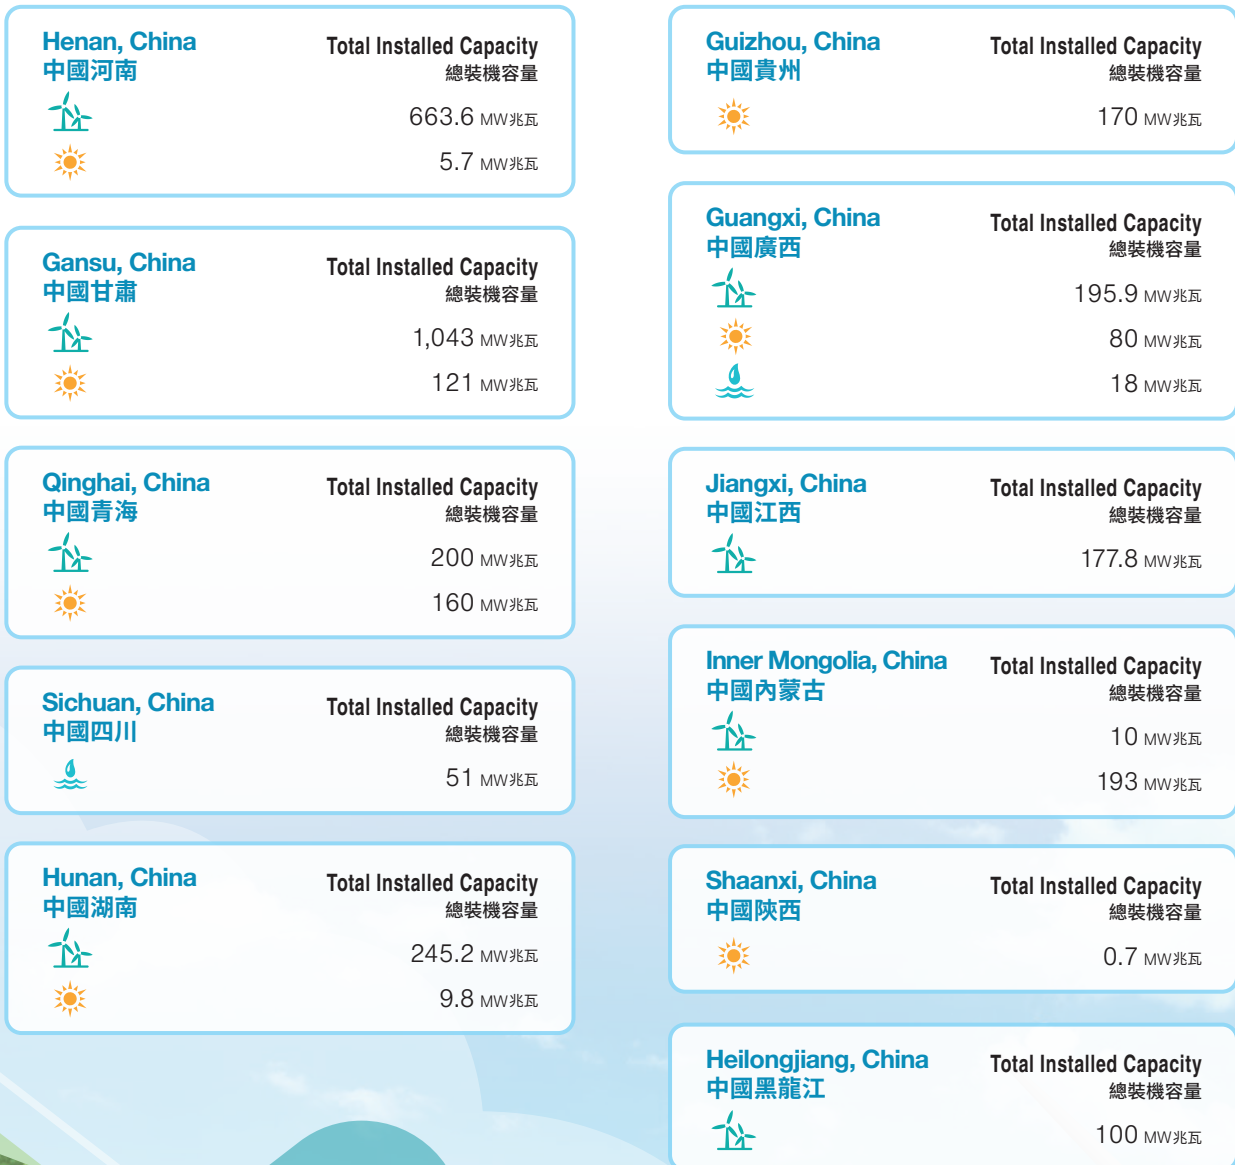 Henan, China
中國河南
Total Installed Capacity
總裝機容量
663.6 MW兆瓦
5.7 MW兆瓦
Gansu, China
中國甘肅
Total Installed Capacity
總裝機容量
1,043 MW兆瓦
121 MW兆瓦
Qinghai, China
中國青海
Total Installed Capacity
總裝機容量
200 MW兆瓦
160 MW兆瓦
Sichuan, China
中國四川
Total Installed Capacity
總裝機容量
51 MW兆瓦
Hunan, China
中國湖南
Total Installed Capacity
總裝機容量
245.2 MW兆瓦
9.8 MW兆瓦
Guizhou, China
中國貴州
Total Installed Capacity
總裝機容量
170 MW兆瓦
Guangxi, China
中國廣西
Total Installed Capacity
總裝機容量
195.9 MW兆瓦
80 MW兆瓦
18 MW兆瓦
Jiangxi, China
中國江西
Total Installed Capacity
總裝機容量
177.8 MW兆瓦
Inner Mongolia, China
中國內蒙古
Total Installed Capacity
總裝機容量
10 MW兆瓦
193 MW兆瓦
Shaanxi, China
中國陝西
Total Installed Capacity
總裝機容量
0.7 MW兆瓦
Heilongjiang, China
中國黑龍江
Total Installed Capacity
總裝機容量
100 MW兆瓦